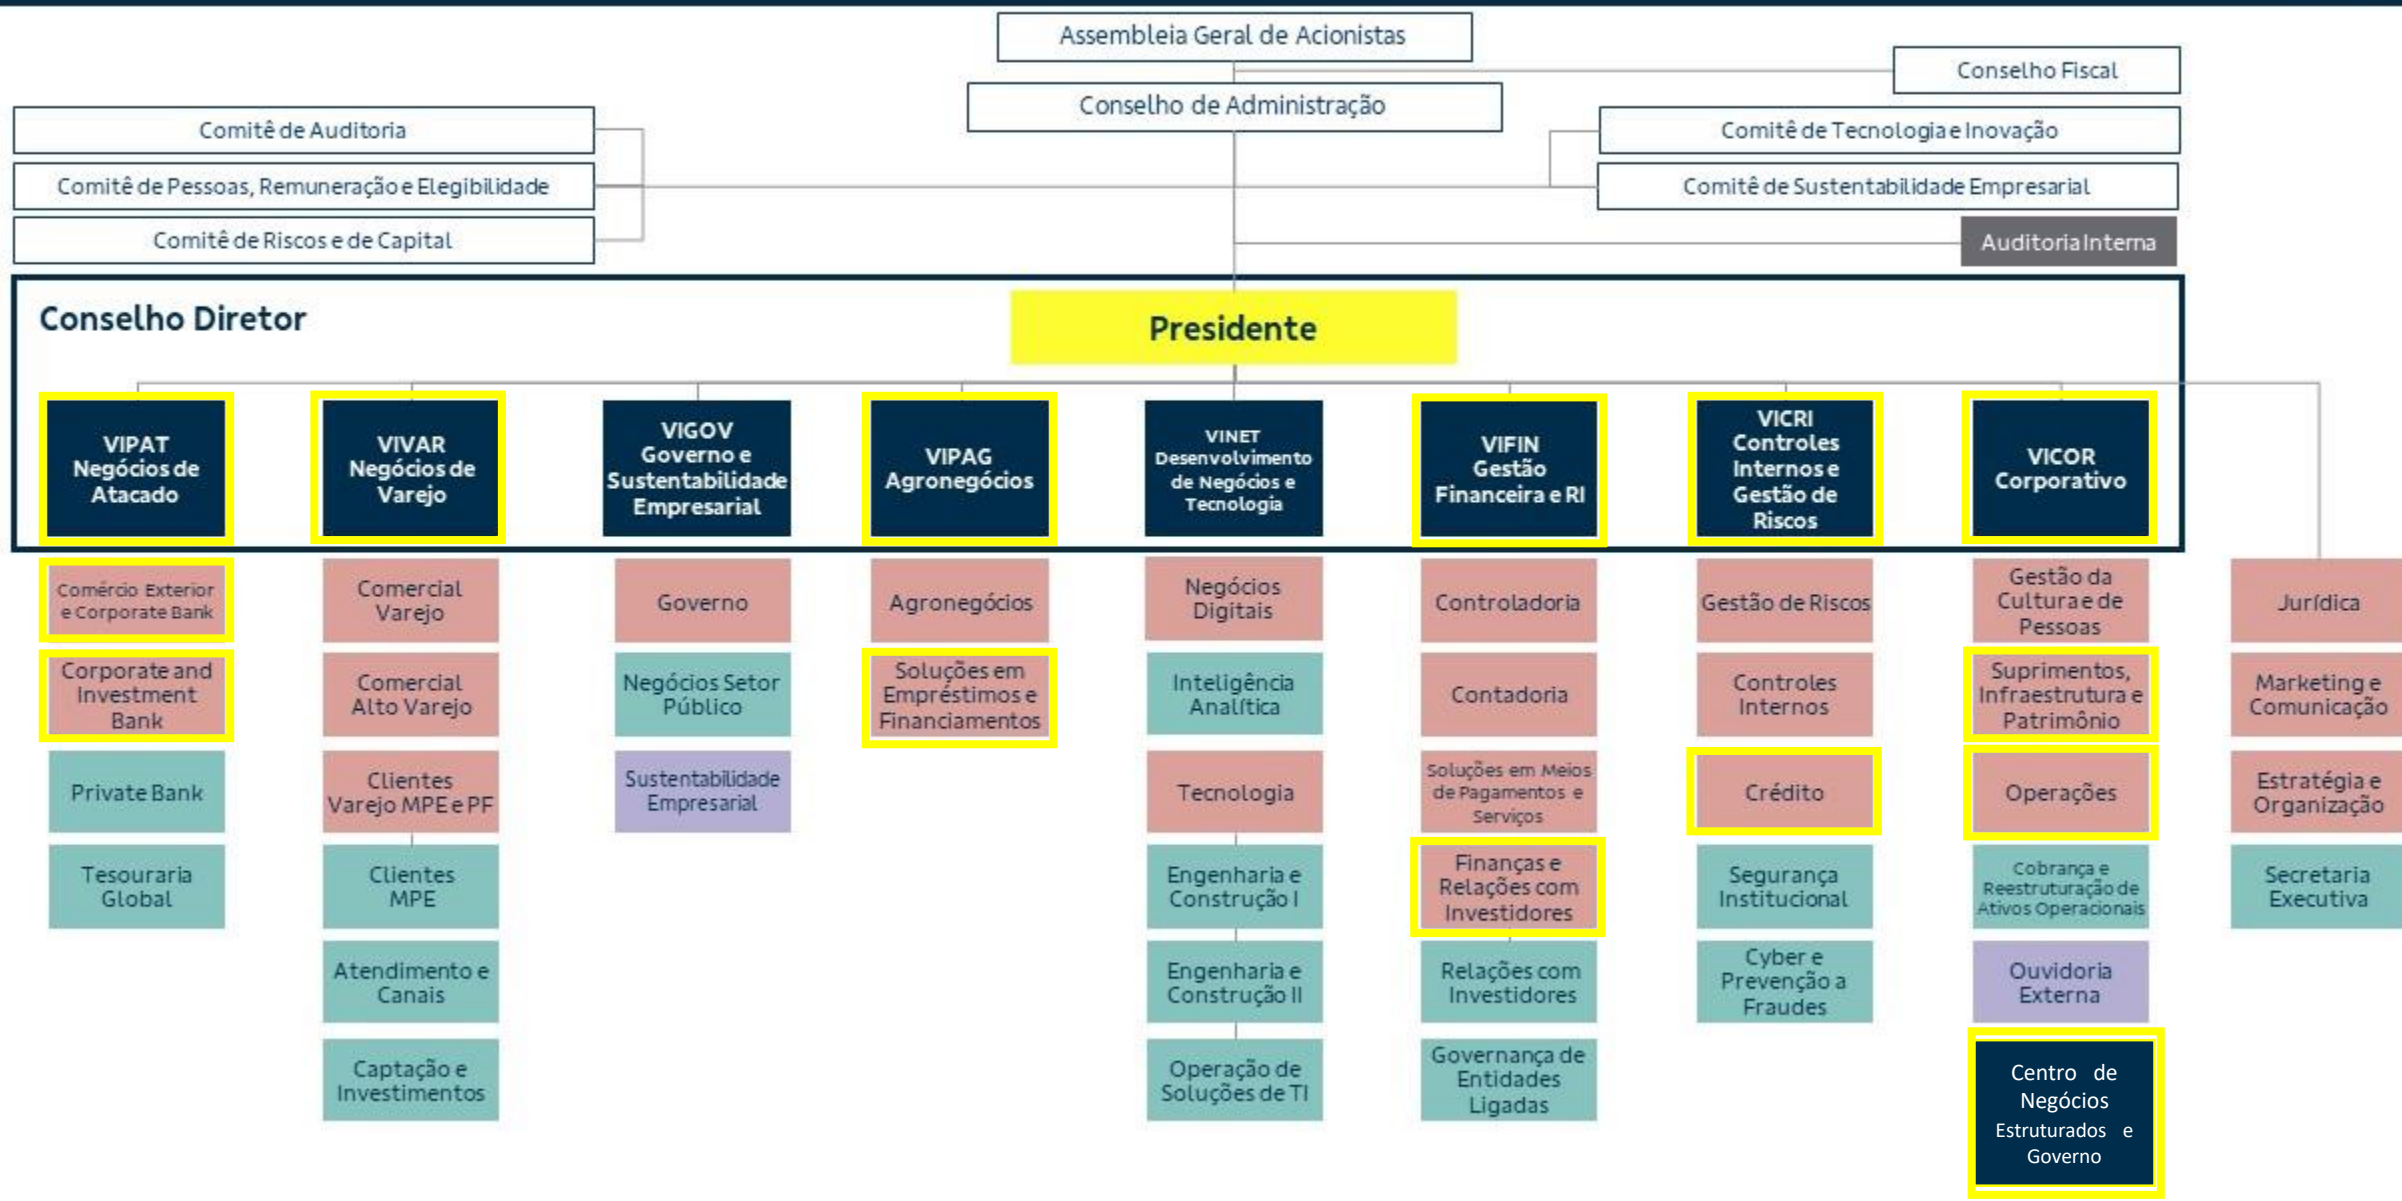 Assembleia Geral de Acionistas
Conselho Fiscal
Conselho de Administração
Comitê de Auditoria
Comitê de Tecnologia e Inovação
Comitê de Pessoas, Remuneração e Elegibilidade
Comitê de Sustentabilidade Empresarial
Comitê de Riscos e de Capital
Auditoria Interna
Conselho Diretor
Presidente
VIPAT
Negócios de
Atacado
VIVAR
Negócios de
Varejo
VIGOV
Governo e
Sustentabilidade
Empresarial
VIPAG
Agronegócios
VINET
Desenvolvimento
de Negócios e
Tecnologia
VIFIN
Gestão
Financeira e RI
VICRI
Controles
Internos e
Gestão de
Riscos
VICOR
Corporativo
Comércio Exterior
e Corporate Bank
Comercial
Varejo
Governo
Agronegócios
Negócios
Digitais
Controladoria
Gestão de Riscos
Gestão da
Cultura e de
Pessoas
Jurídica
Corporate and
Investment
Bank
Comercial
Alto Varejo
Negócios Setor
Público
Soluções em
Empréstimos e
Financiamentos
Inteligência
Analítica
Contadoria
Controles
Internos
Suprimentos,
Infraestrutura e
Patrimônio
Marketing e
Comunicação
Private Bank
Clientes
Varejo MPE e PF
Sustentabilidade
Empresarial
Tecnologia
Soluções em Meios
de Pagamentos e
Serviços
Crédito
Operações
Estratégia e
Organização
Tesouraria
Global
Clientes
MPE
Engenharia e
Construção I
Finanças e
Relações com
Investidores
Segurança
Institucional
Cobrança e
Reestruturação de
Ativos Operacionais
Secretaria
Executiva
Atendimento e
Canais
Engenharia e
Construção II
Relações com
Investidores
Cyber e
Prevenção a
Fraudes
Ouvidoria
Externa
Captação e
Investimentos
Operação de
Soluções de TI
Governança de
Entidades
Ligadas
Centro de
Negócios
Estruturados e
Governo